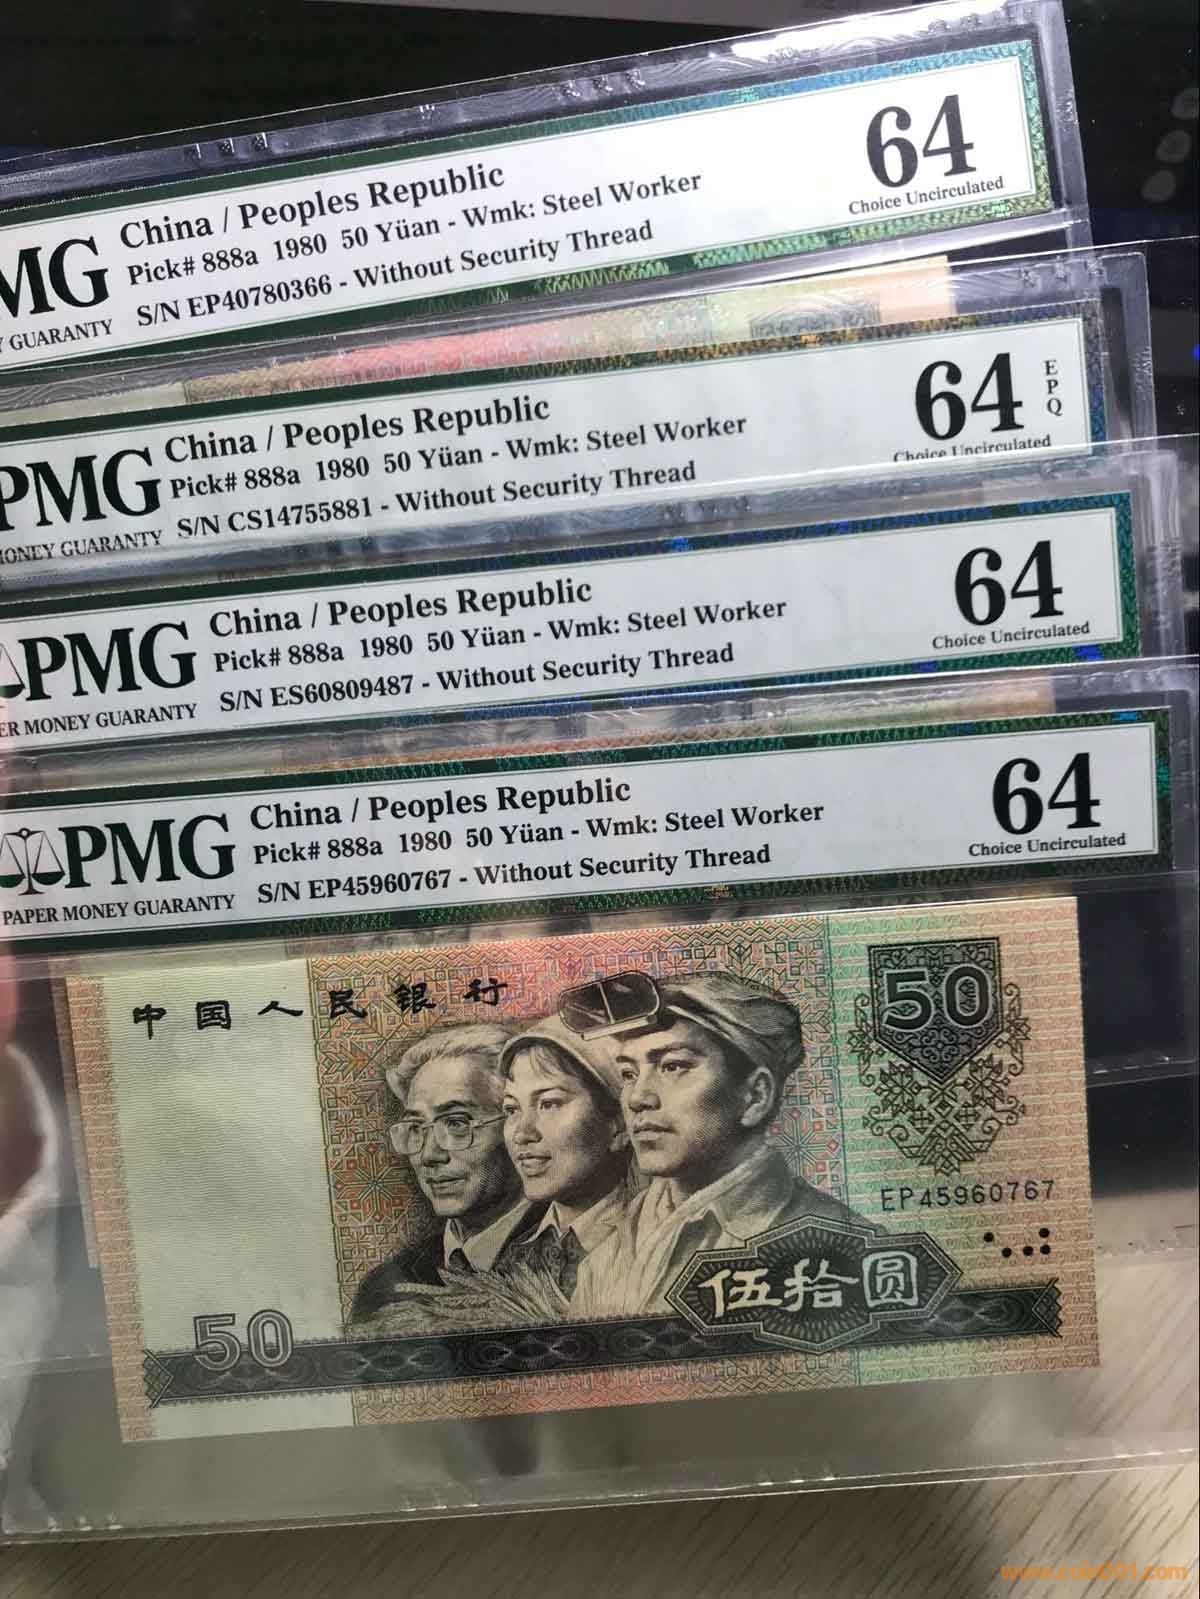 MG
GUARANTY
China / Peoples Republic
Pick# 888a 1980 50 Yüan - Wmk: Steel Worker
S/N EP40780366 - Without Security Thread
64
Choice Uncirculated
PMG
MONEY GUARANTY
China / Peoples Republic
Pick# 888a 1980 50 Yüan - Wmk: Steel Worker
S/N CS14755881 - Without Security Thread
64
EPQ
Choice Uncirculated
PMG
ER MONEY GUARANTY
China / Peoples Republic
Pick# 888a 1980 50 Yüan - Wmk: Steel Worker
S/N ES60809487 - Without Security Thread
64
Choice Uncirculated
PMG
PAPER MONEY GUARANTY
China / Peoples Republic
Pick# 888a 1980 50 Yüan - Wmk: Steel Worker
S/N EP45960767 - Without Security Thread
64
Choice Uncirculated
中国人民银行
50
EP45960767
伍拾圆
50
www.coin001.com